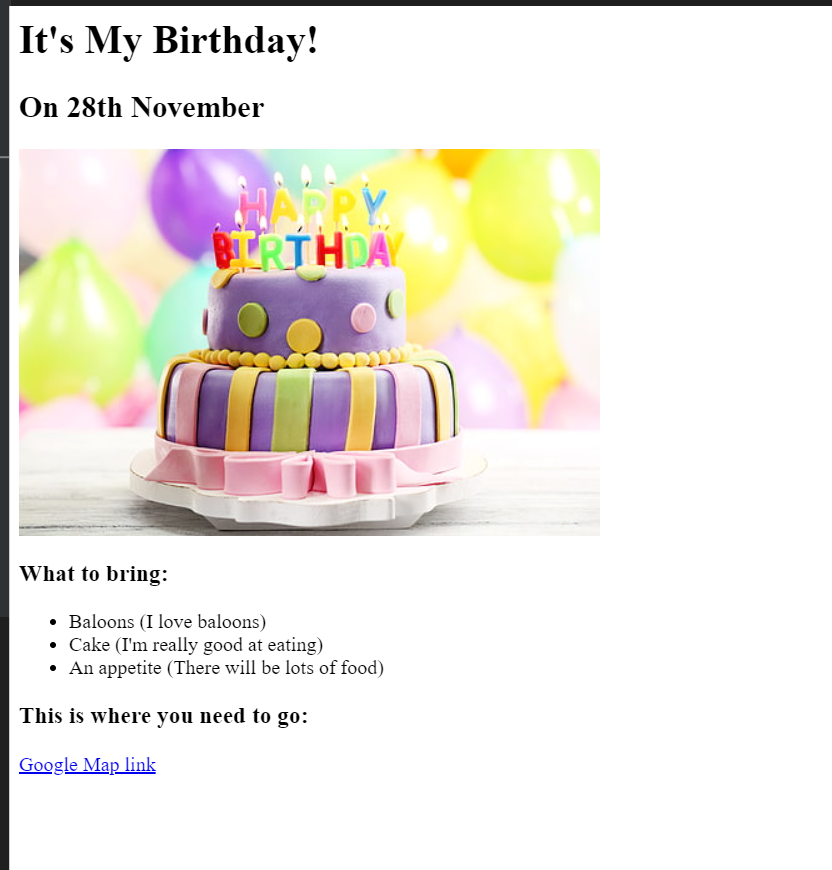 It's My Birthday!
On 28th November
HAPPY
BIRTHDAY
What to bring:
Baloons (I love baloons)
Cake (I'm really good at eating)
An appetite (There will be lots of food)
This is where you need to go:
Google Map link